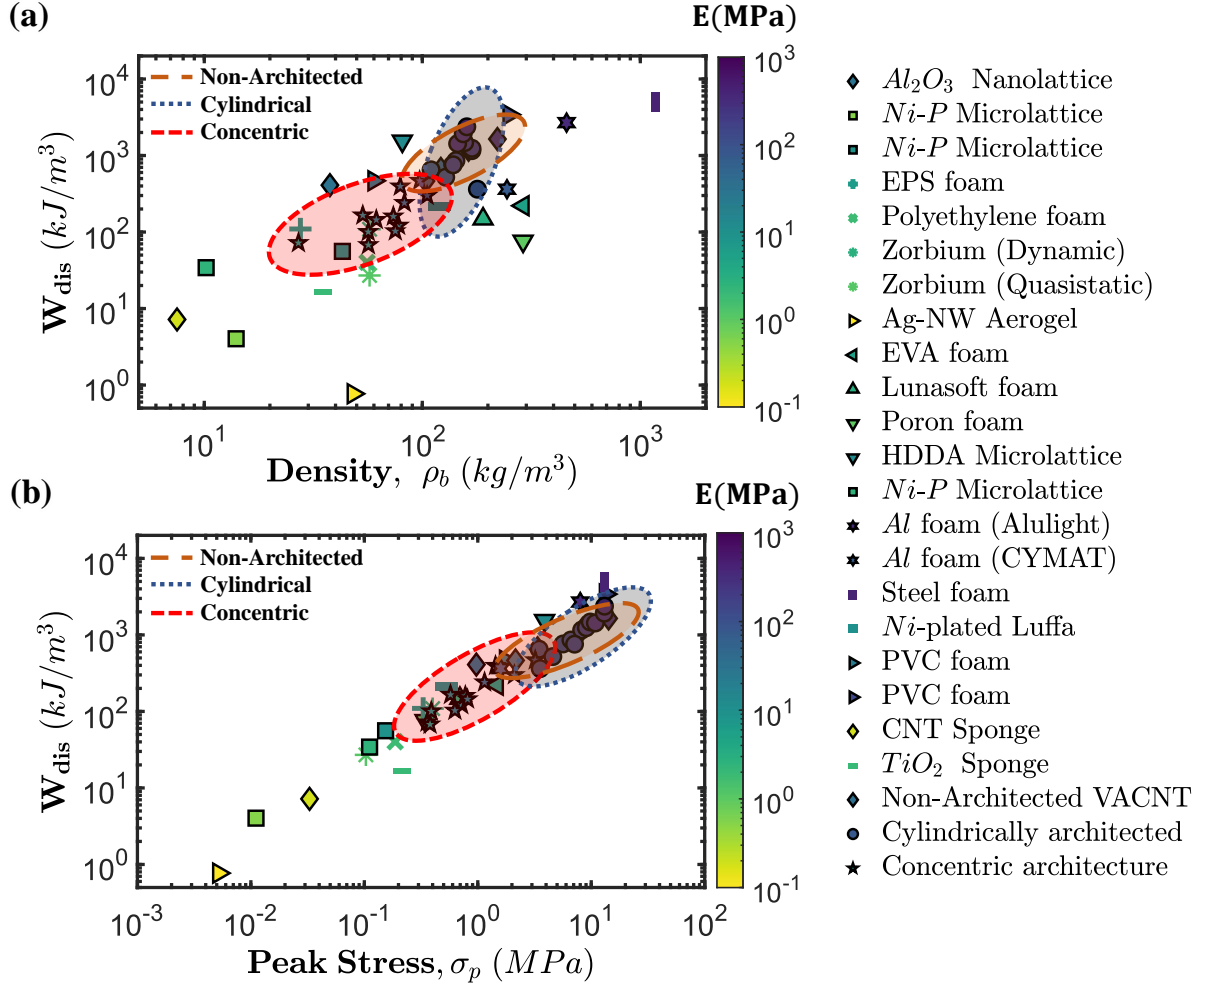 (a)
E(MPa)
Non-Architected
Cylindrical
Concentric
10^4
10^3
10^2
10^1
10^0
W_dis (kJ/m^3)
10^1
10^2
10^3
Density, ρ_b (kg/m^3)
10^3
10^2
10^1
10^0
10^-1
(b)
E(MPa)
Non-Architected
Cylindrical
Concentric
10^4
10^3
10^2
10^1
10^0
W_dis (kJ/m^3)
10^-3
10^-2
10^-1
10^0
10^1
10^2
Peak Stress, σ_p (MPa)
10^3
10^2
10^1
10^0
10^-1
Al_2O_3 Nanolattice
Ni-P Microlattice
Ni-P Microlattice
EPS foam
Polyethylene foam
Zorbium (Dynamic)
Zorbium (Quasistatic)
Ag-NW Aerogel
EVA foam
Lunasoft foam
Poron foam
HDDA Microlattice
Ni-P Microlattice
Al foam (Alulight)
Al foam (CYMAT)
Steel foam
Ni-plated Luffa
PVC foam
PVC foam
CNT Sponge
TiO_2 Sponge
Non-Architected VACNT
Cylindrically architected
Concentric architecture